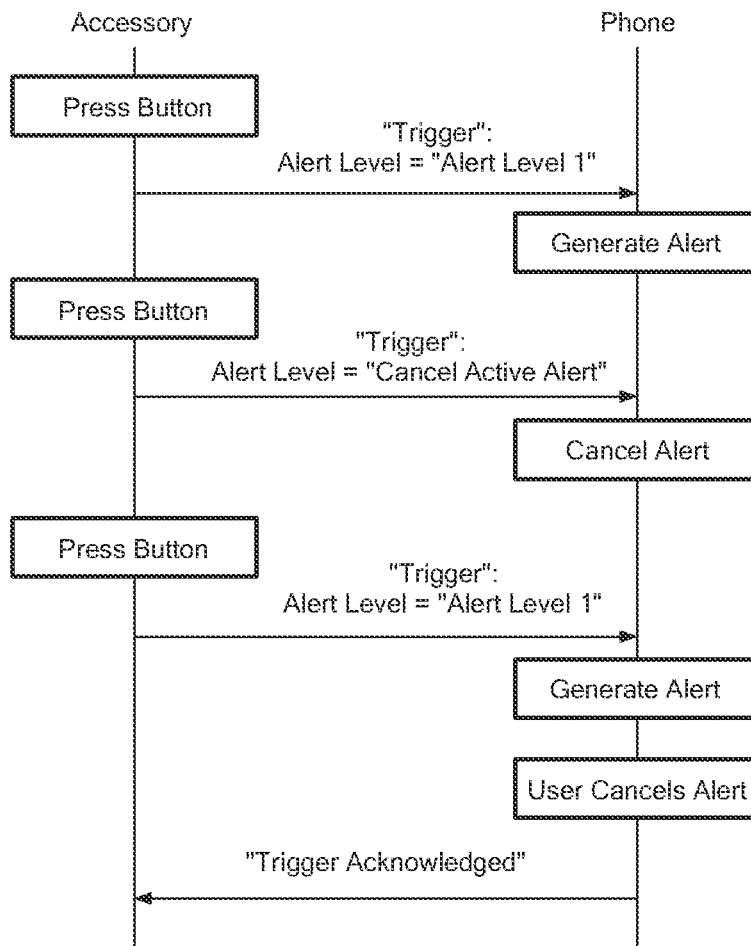 Accessory
Phone
Press Button
"Trigger":
Alert Level = "Alert Level 1"
Generate Alert
Press Button
"Trigger":
Alert Level = "Cancel Active Alert"
Cancel Alert
Press Button
"Trigger":
Alert Level = "Alert Level 1"
Generate Alert
User Cancels Alert
"Trigger Acknowledged"